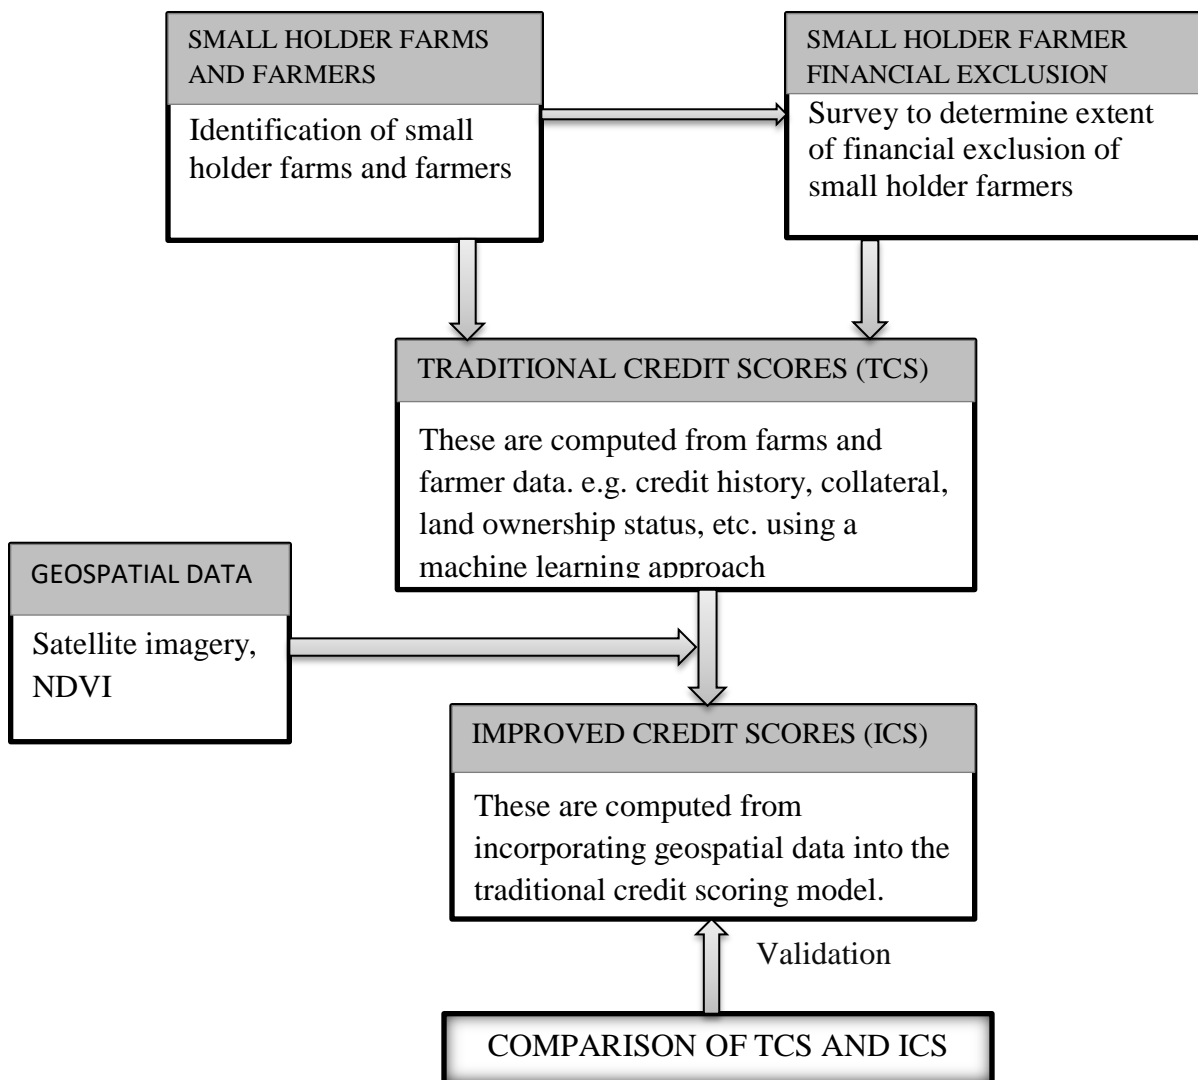 SMALL HOLDER FARMS
AND FARMERS
Identification of small
holder farms and farmers
SMALL HOLDER FARMER
FINANCIAL EXCLUSION
Survey to determine extent
of financial exclusion of
small holder farmers
TRADITIONAL CREDIT SCORES (TCS)
These are computed from farms and
farmer data. e.g. credit history, collateral,
land ownership status, etc. using a
machine learning approach
GEOSPATIAL DATA
Satellite imagery,
NDVI
IMPROVED CREDIT SCORES (ICS)
These are computed from
incorporating geospatial data into the
traditional credit scoring model.
Validation
COMPARISON OF TCS AND ICS